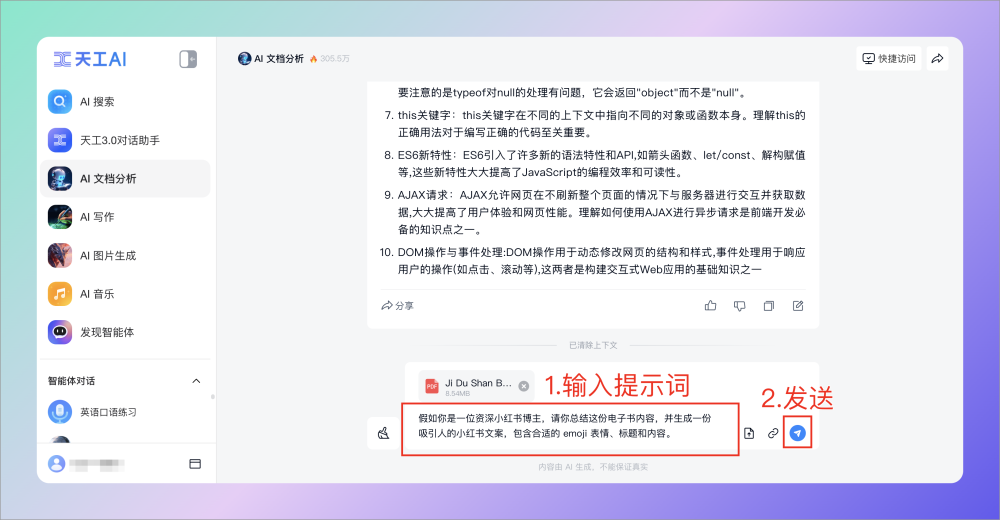 天工AI
AI 搜索
天工3.0对话助手
AI 文档分析
AI 写作
AI 图片生成
AI 音乐
发现智能体
智能体对话
英语口语练习
AI 文档分析 305.5万
快捷访问
要注意的是typeof对null的处理有问题，它会返回"object"而不是"null"。
7. this关键字：this关键字在不同的上下文中指向不同的对象或函数本身。理解this的
正确用法对于编写正确的代码至关重要。
8. ES6新特性：ES6引入了许多新的语法特性和API,如箭头函数、let/const、解构赋值
等,这些新特性大大提高了JavaScript的编程效率和可读性。
9. AJAX请求：AJAX允许网页在不刷新整个页面的情况下与服务器进行交互并获取数
据,大大提高了用户体验和网页性能。理解如何使用AJAX进行异步请求是前端开发必
备的知识点之一。
10. DOM操作与事件处理:DOM操作用于动态修改网页的结构和样式,事件处理用于响应
用户的操作(如点击、滚动等),这两者是构建交互式Web应用的基础知识之一
分享
已清除上下文
PDF
Ji Du Shan B...
8.54MB
1.输入提示词
2.发送
假如你是一位资深小红书博主，请你总结这份电子书内容，并生成一份
吸引人的小红书文案，包含合适的 emoji 表情、标题和内容。
内容由 AI 生成，不能保证真实